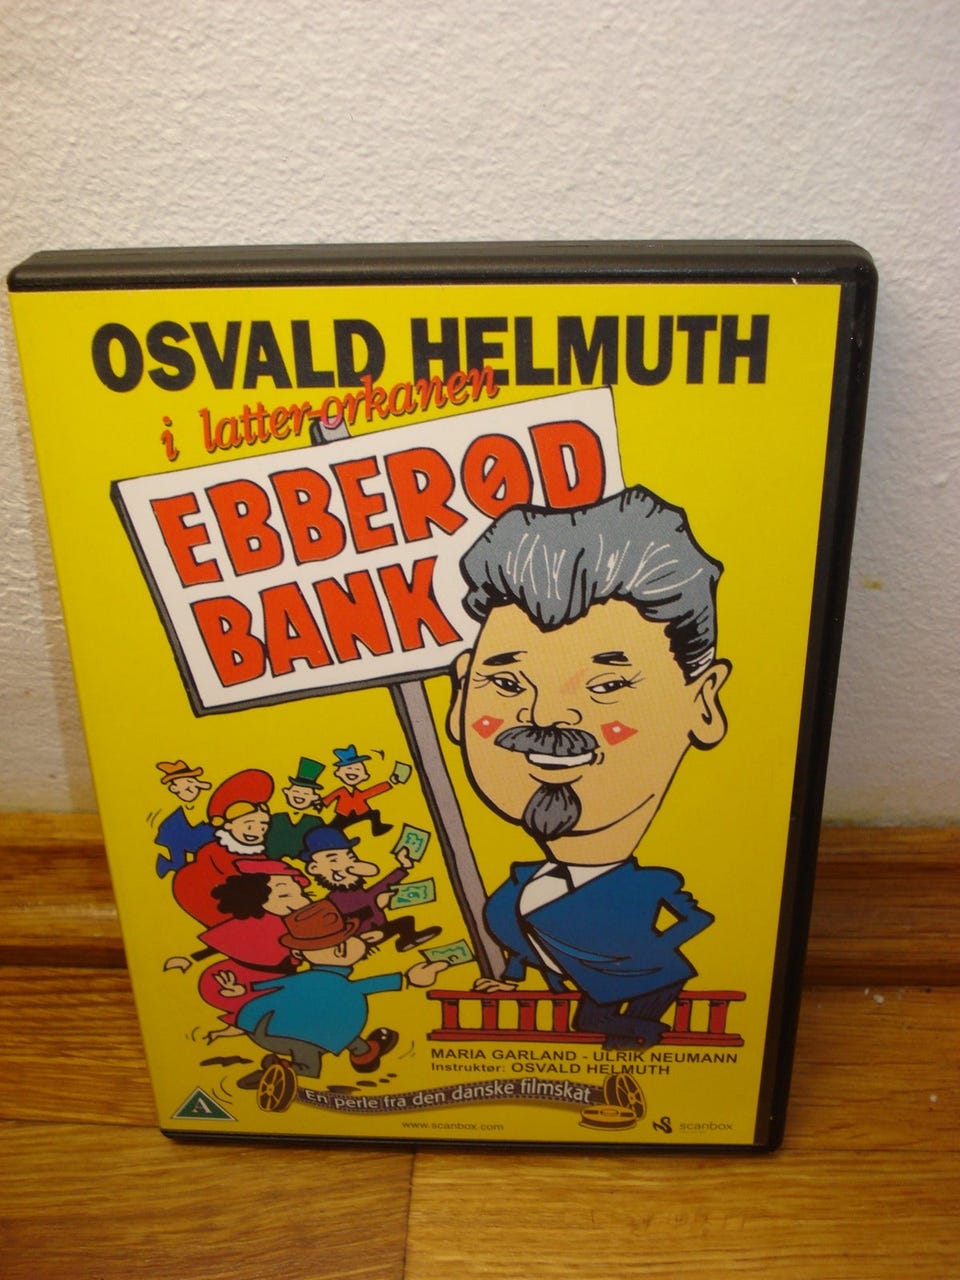 OSVALD HELMUTH
i latter-orkanen
EBBERØD
BANK
MARIA GARLAND - ULRIK NEUMANN
Instruktør: OSVALD HELMUTH
En perle fra den danske filmskat
A
www.scanbox.com
scanbox